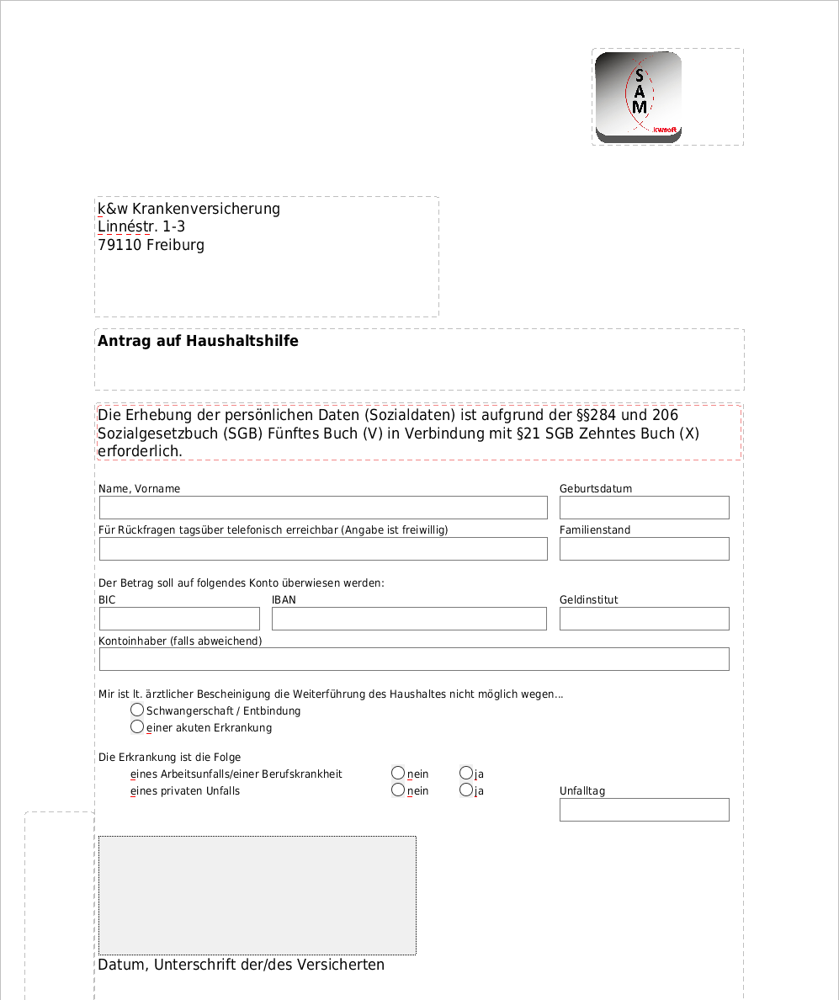 S
A
M
kwsoft
k&w Krankenversicherung
Linnéstr. 1-3
79110 Freiburg
Antrag auf Haushaltshilfe
Die Erhebung der persönlichen Daten (Sozialdaten) ist aufgrund der §§284 und 206
Sozialgesetzbuch (SGB) Fünftes Buch (V) in Verbindung mit §21 SGB Zehntes Buch (X)
erforderlich.
Name, Vorname Geburtsdatum
Für Rückfragen tagsüber telefonisch erreichbar (Angabe ist freiwillig) Familienstand
Der Betrag soll auf folgendes Konto überwiesen werden:
BIC IBAN Geldinstitut
Kontoinhaber (falls abweichend)
Mir ist lt. ärztlicher Bescheinigung die Weiterführung des Haushaltes nicht möglich wegen...
Schwangerschaft / Entbindung
einer akuten Erkrankung
Die Erkrankung ist die Folge
eines Arbeitsunfalls/einer Berufskrankheit nein ja
eines privaten Unfalls nein ja Unfalltag
Datum, Unterschrift der/des Versicherten